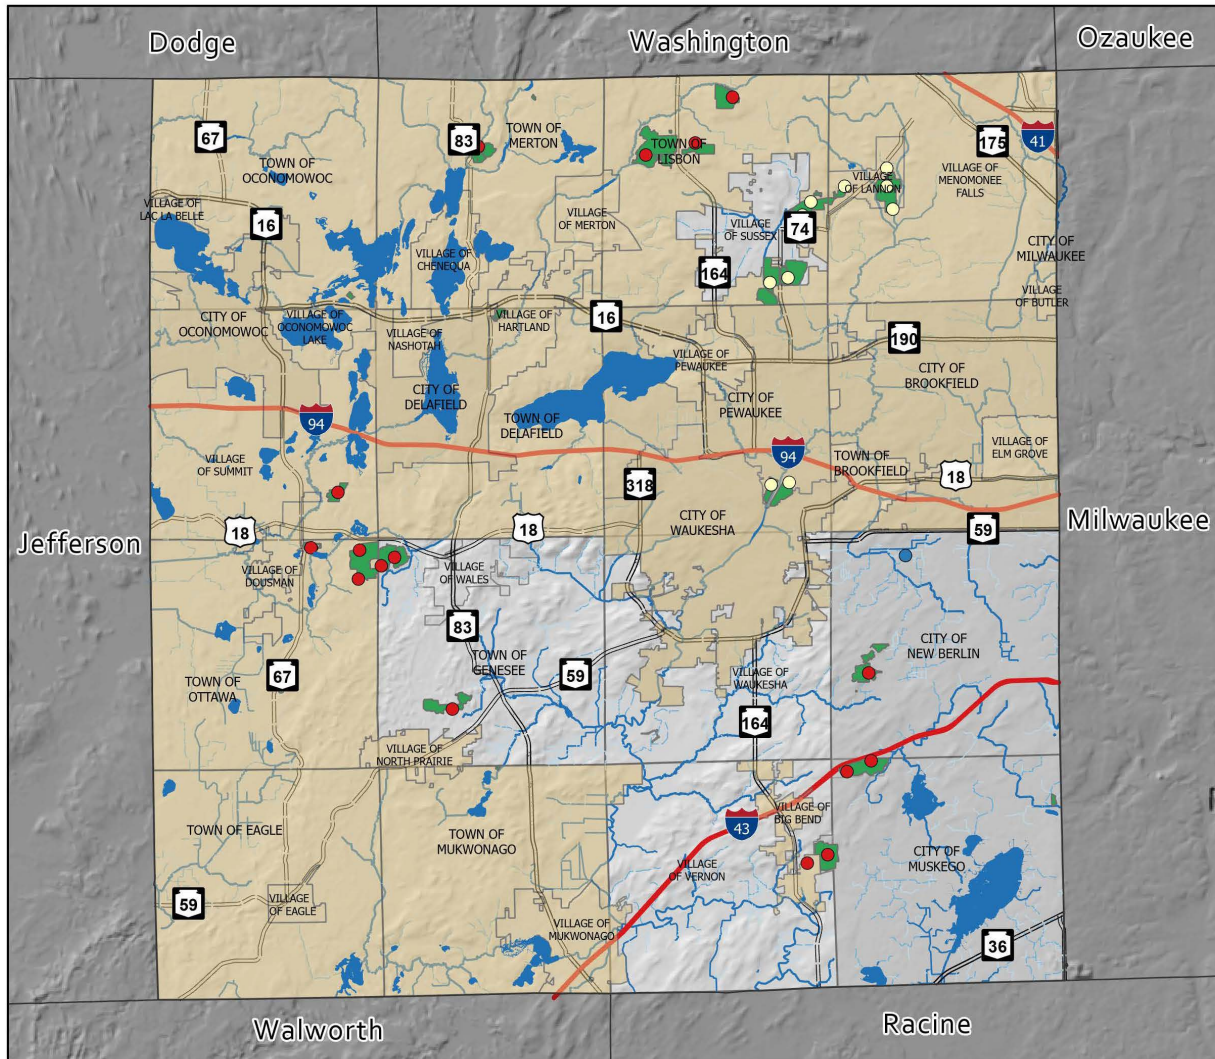 Dodge
Washington
Ozaukee
67
83
TOWN OF
MERTON
TOWN OF
LISBON
175
41
TOWN OF
OCONOMOWOC
VILLAGE
OF LANNON
VILLAGE OF
MENOMONEE
FALLS
VILLAGE OF
LAC LA BELLE
16
VILLAGE
OF MERTON
VILLAGE
OF SUSSEX
74
CITY OF
MILWAUKEE
VILLAGE OF
CHENEQUA
164
VILLAGE
OF BUTLER
CITY OF
OCONOMOWOC
VILLAGE OF
OCONOMOWOC
LAKE
VILLAGE OF
NASHOTAH
VILLAGE OF
HARTLAND
16
190
VILLAGE OF
PEWAUKEE
CITY OF
BROOKFIELD
CITY OF
DELAFIELD
CITY OF
PEWAUKEE
94
TOWN OF
DELAFIELD
VILLAGE OF
ELM GROVE
VILLAGE
OF SUMMIT
94
TOWN OF
BROOKFIELD
18
318
Jefferson
18
18
CITY OF
WAUKESHA
59
Milwaukee
VILLAGE OF
DOUSMAN
VILLAGE
OF WALES
83
CITY OF
NEW BERLIN
TOWN OF
OTTAWA
67
TOWN OF
GENESEE
59
VILLAGE OF
WAUKESHA
164
VILLAGE OF
NORTH PRAIRIE
TOWN OF EAGLE
TOWN OF
MUKWONAGO
43
VILLAGE OF
BIG BEND
VILLAGE
OF VERNON
CITY OF
MUSKEGO
59
VILLAGE
OF EAGLE
VILLAGE OF
MUKWONAGO
36
Walworth
Racine